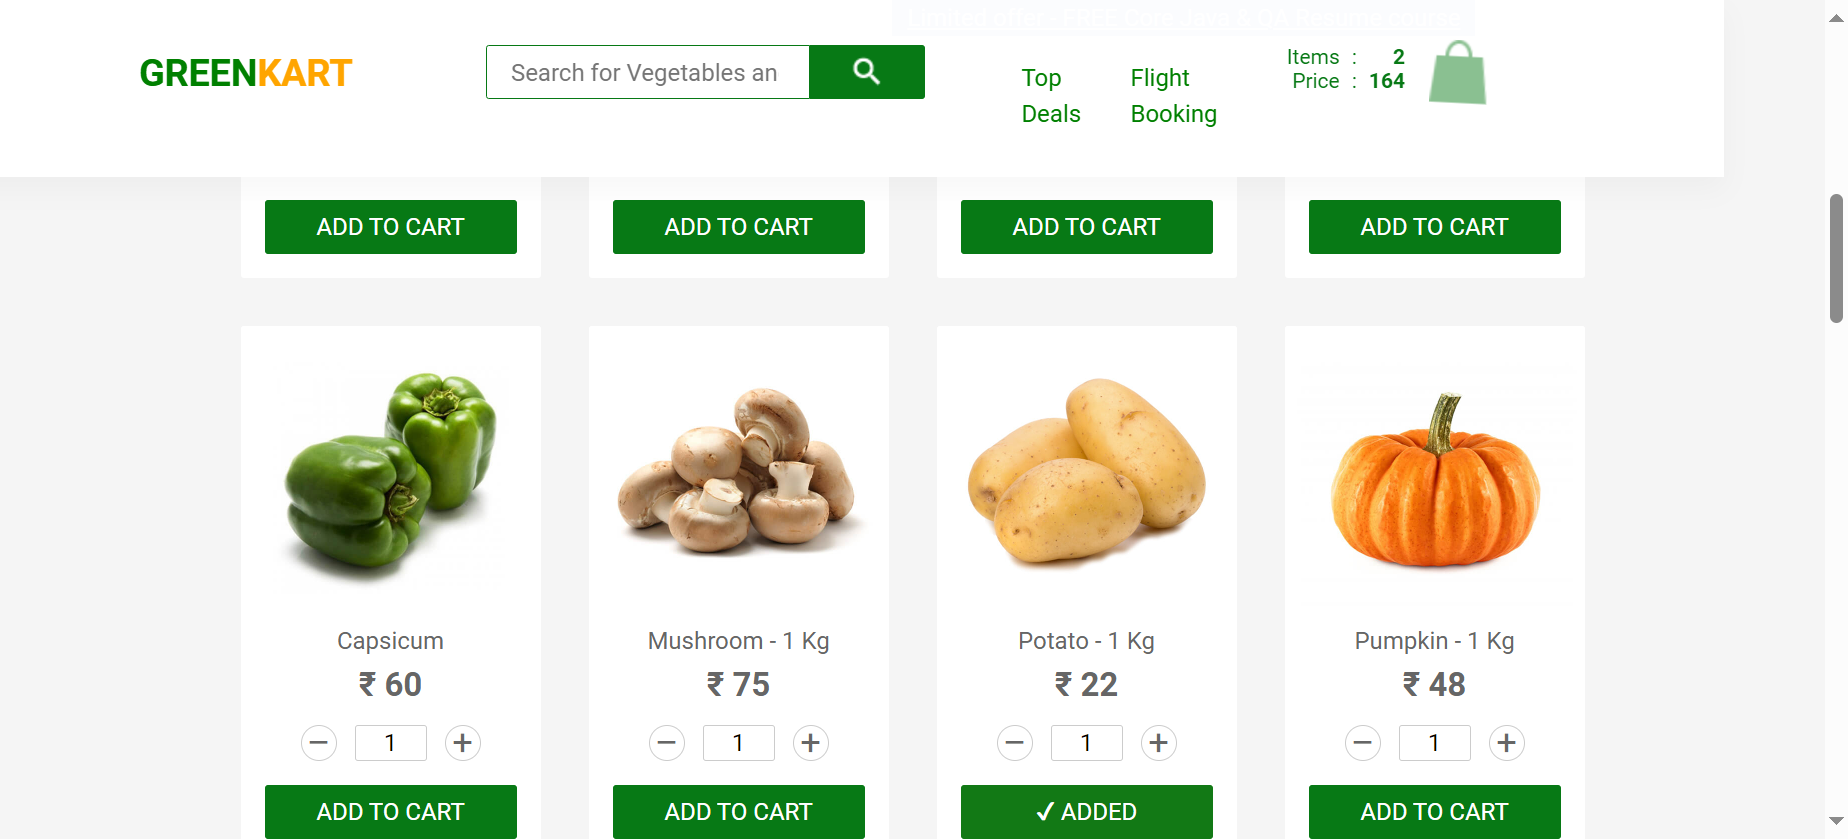 Limited offer - FREE Core Java & QA Resume course
GREENKART
Search for Vegetables an
Top Deals
Flight Booking
Items : 2
Price : 164
ADD TO CART
ADD TO CART
ADD TO CART
ADD TO CART
Capsicum
₹ 60
− 1 +
ADD TO CART
Mushroom - 1 Kg
₹ 75
− 1 +
ADD TO CART
Potato - 1 Kg
₹ 22
− 1 +
✓ ADDED
Pumpkin - 1 Kg
₹ 48
− 1 +
ADD TO CART